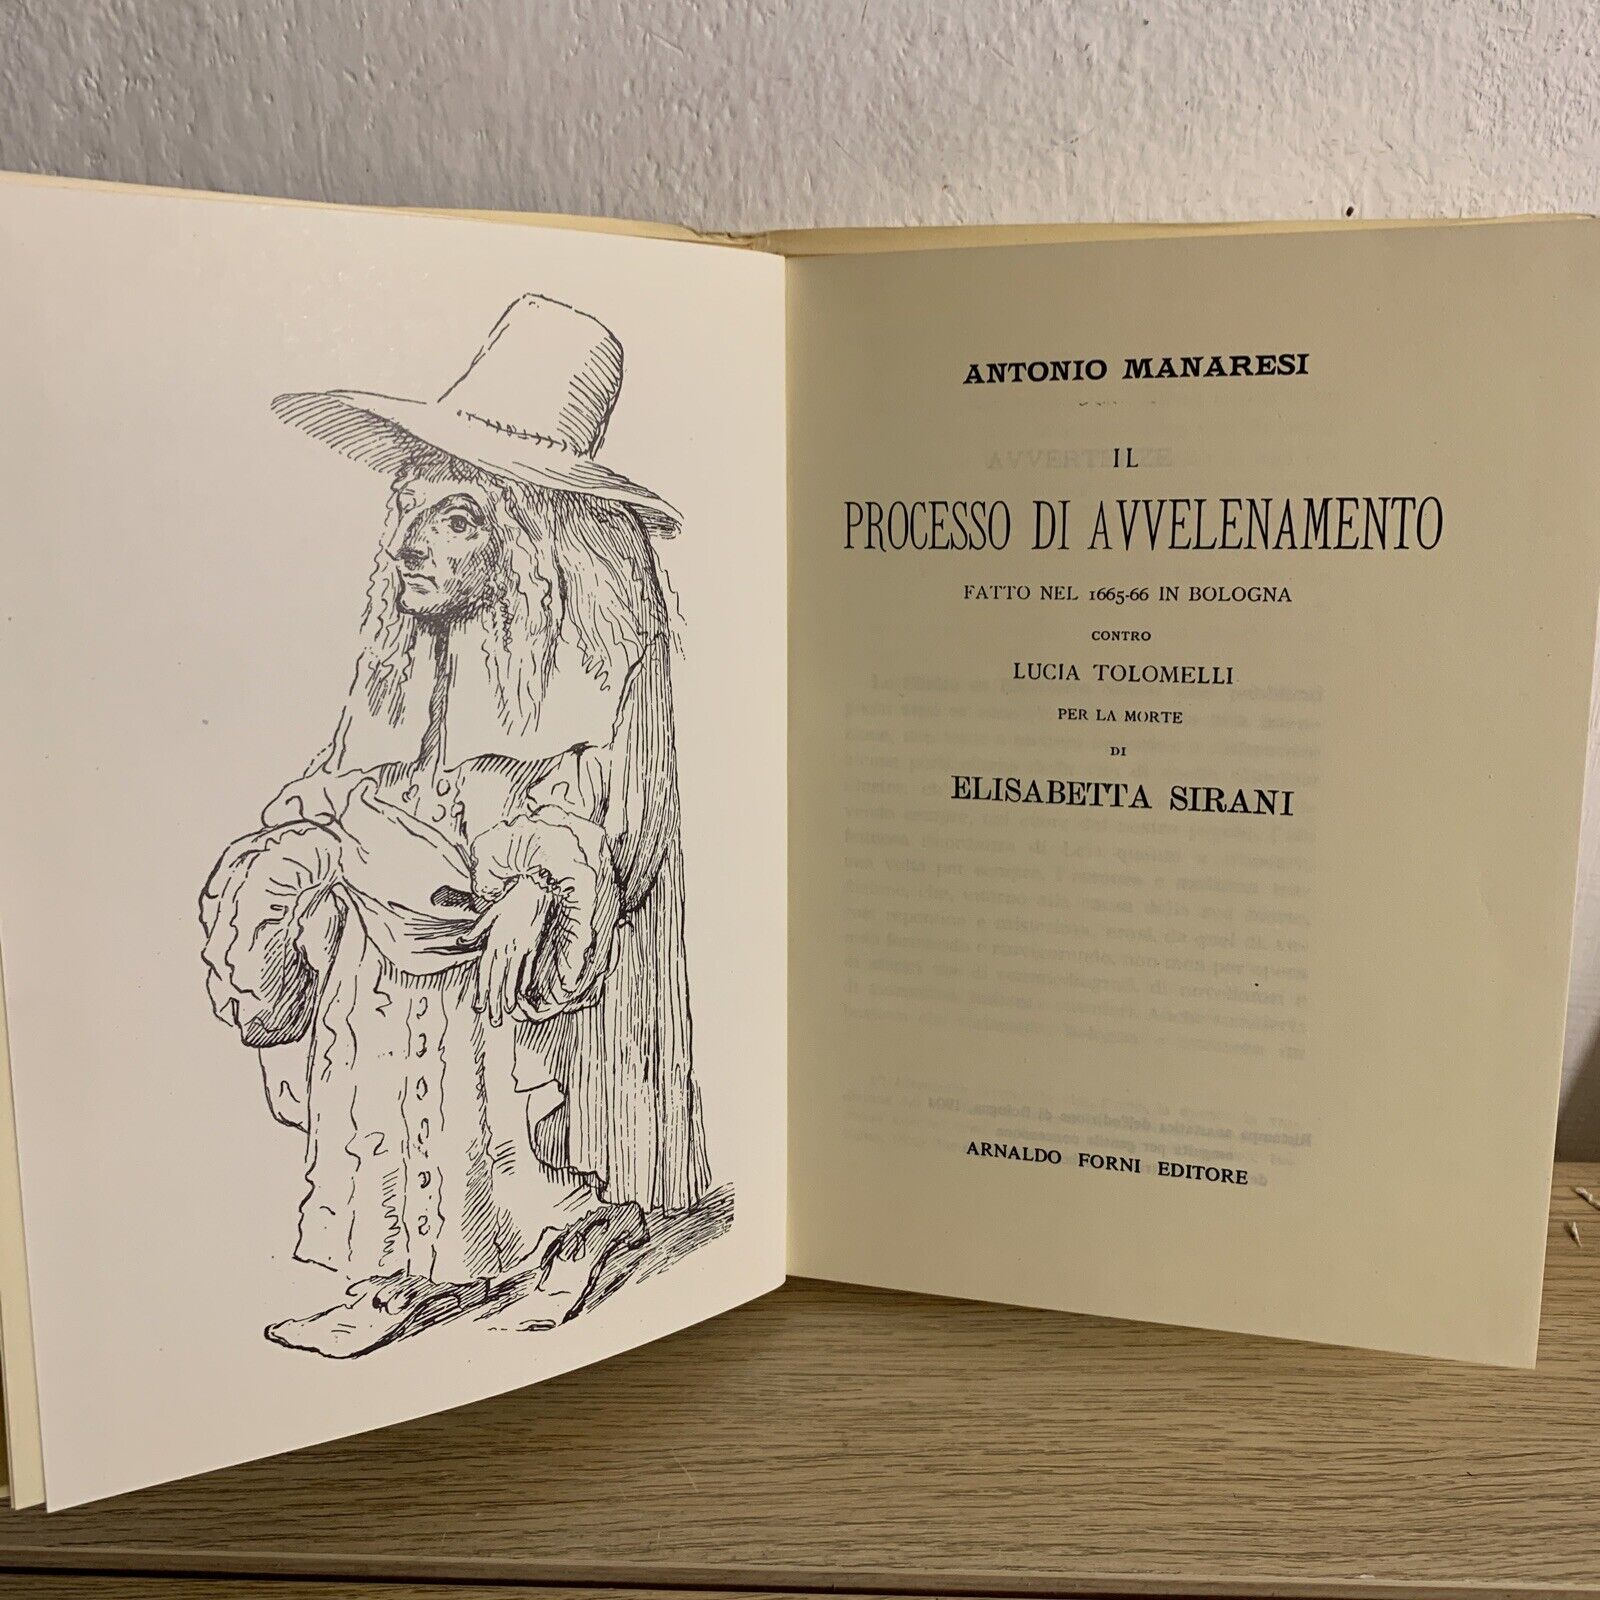 ANTONIO MANARESI
IL
PROCESSO DI AVVELENAMENTO
FATTO NEL 1665-66 IN BOLOGNA
CONTRO
LUCIA TOLOMELLI
PER LA MORTE
DI
ELISABETTA SIRANI
ARNALDO FORNI EDITORE